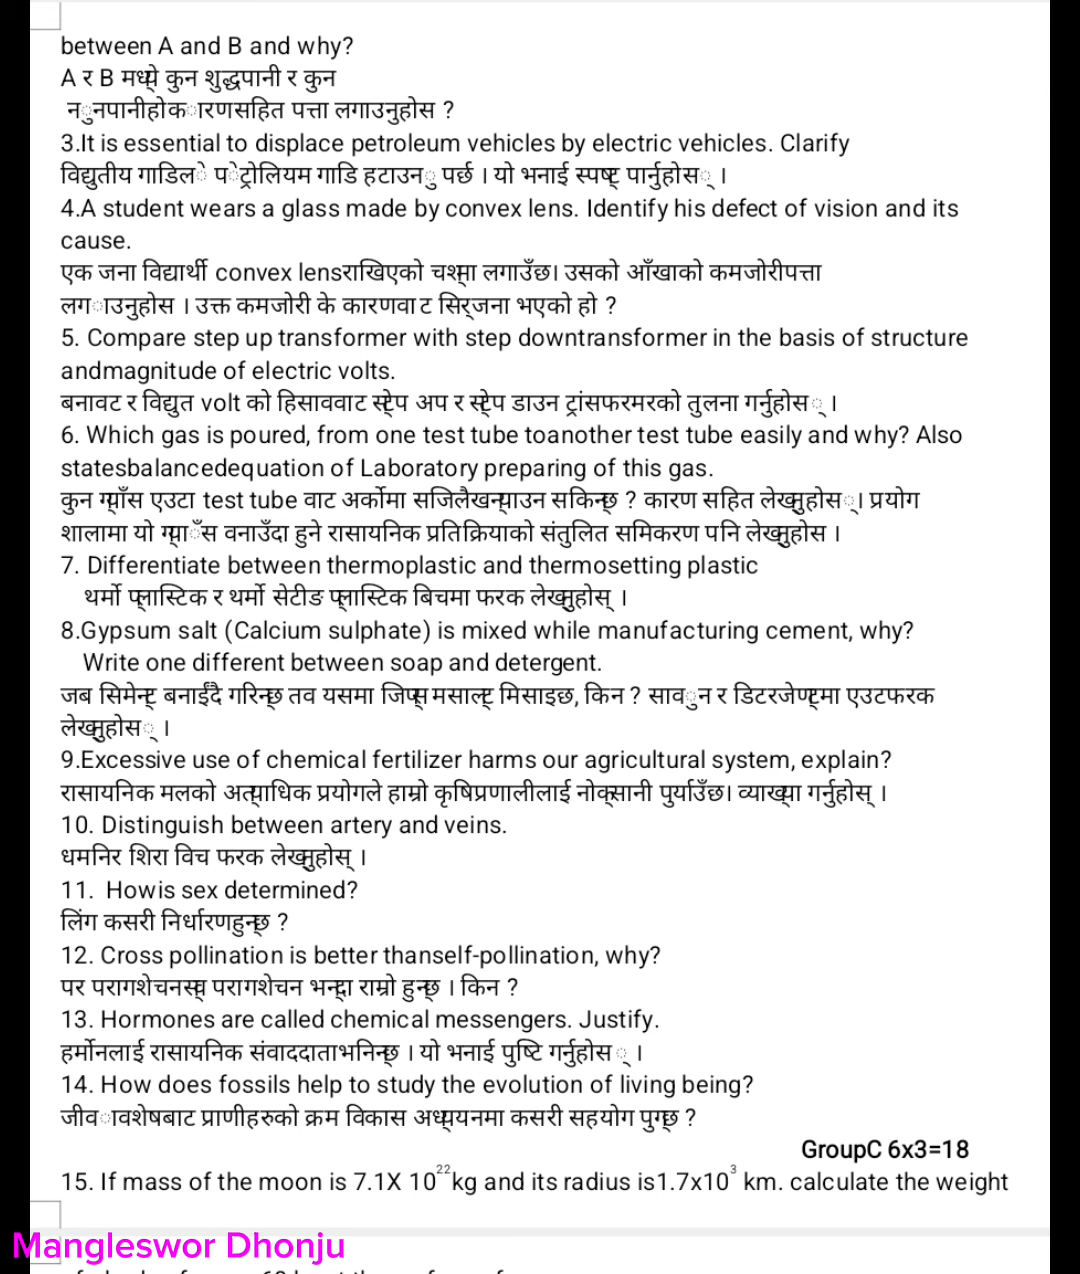 between A and B and why?
A र B मध्ये कुन शुद्धपानी र कुन
नुनपानीहोकारणसहित पत्ता लगाउनुहोस ?
3.It is essential to displace petroleum vehicles by electric vehicles. Clarify
विद्युतीय गाडिले पेट्रोलियम गाडि हटाउनु पर्छ । यो भनाई स्पष्ट पार्नुहोस् ।
4.A student wears a glass made by convex lens. Identify his defect of vision and its
cause.
एक जना विद्यार्थी convex lensराखिएको चश्मा लगाउँछ। उसको आँखाको कमजोरीपत्ता
लगाउनुहोस । उक्त कमजोरी के कारणवाट सिर्जना भएको हो ?
5. Compare step up transformer with step downtransformer in the basis of structure
andmagnitude of electric volts.
बनावट र विद्युत volt को हिसाववाट स्टेप अप र स्टेप डाउन ट्रांसफरमरको तुलना गर्नुहोस् ।
6. Which gas is poured, from one test tube toanother test tube easily and why? Also
statesbalancedequation of Laboratory preparing of this gas.
कुन ग्याँस एउटा test tube वाट अर्कोमा सजिलैखन्याउन सकिन्छ ? कारण सहित लेख्नुहोस्। प्रयोग
शालामा यो ग्याँस वनाउँदा हुने रासायनिक प्रतिक्रियाको संतुलित समिकरण पनि लेख्नुहोस ।
7. Differentiate between thermoplastic and thermosetting plastic
थर्मो प्लास्टिक र थर्मो सेटीङ प्लास्टिक बिचमा फरक लेख्नुहोस् ।
8.Gypsum salt (Calcium sulphate) is mixed while manufacturing cement, why?
Write one different between soap and detergent.
जब सिमेन्ट बनाईदै गरिन्छ तव यसमा जिप्समसाल्ट मिसाइछ, किन ? सावुन र डिटरजेण्टमा एउटफरक
लेख्नुहोस् ।
9.Excessive use of chemical fertilizer harms our agricultural system, explain?
रासायनिक मलको अत्याधिक प्रयोगले हाम्रो कृषिप्रणालीलाई नोक्सानी पुर्याउँछ। व्याख्या गर्नुहोस् ।
10. Distinguish between artery and veins.
धमनिर शिरा विच फरक लेख्नुहोस् ।
11. Howis sex determined?
लिंग कसरी निर्धारणहुन्छ ?
12. Cross pollination is better thanself-pollination, why?
पर परागशेचनस्व परागशेचन भन्दा राम्रो हुन्छ । किन ?
13. Hormones are called chemical messengers. Justify.
हर्मोनलाई रासायनिक संवाददाताभनिन्छ । यो भनाई पुष्टि गर्नुहोस् ।
14. How does fossils help to study the evolution of living being?
जीवावशेषबाट प्राणीहरुको क्रम विकास अध्ययनमा कसरी सहयोग पुग्छ ?
GroupC 6x3=18
15. If mass of the moon is 7.1X 10²²kg and its radius is1.7x10³ km. calculate the weight
Mangleswor Dhonju